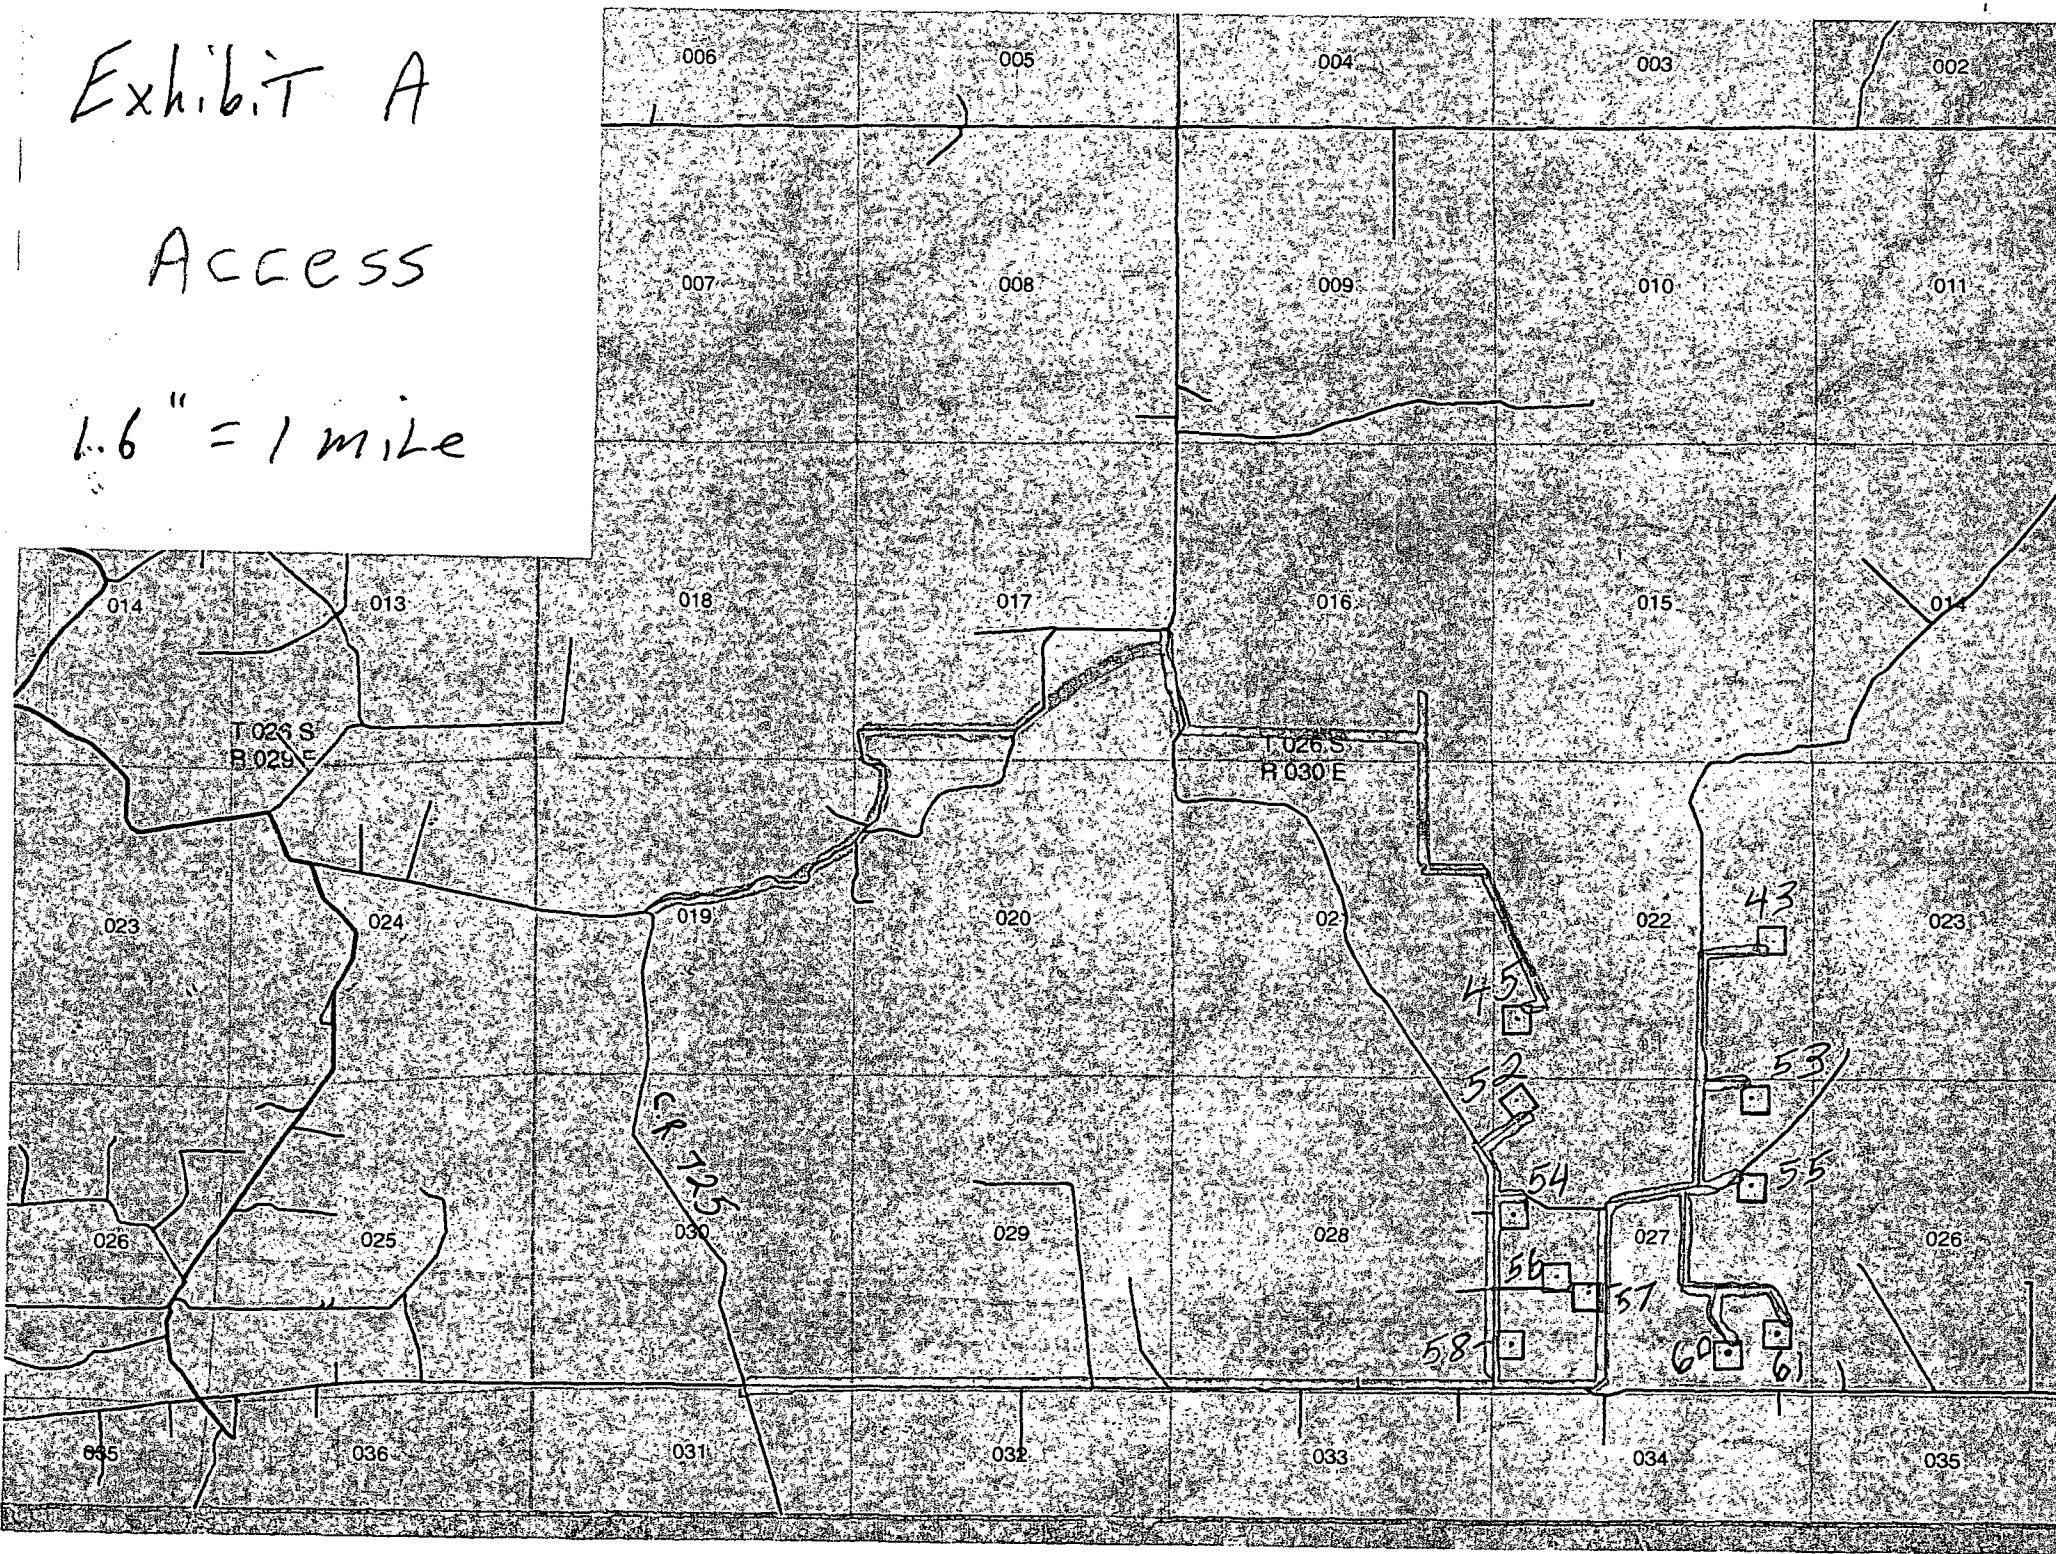 ExhibiT A
Access
1.6" = 1 miLe
006 005 004 003 002
007 008 009 010 011
014 013 018 017 016 015 014
T 026 S
R 029 E
T 026 S
R 030 E
023 024 019 020 021 022 023
43
45
52
53
CR 725
54
55
026 025 030 029 028 027 026
56
57
58
60
61
035 036 031 032 033 034 035